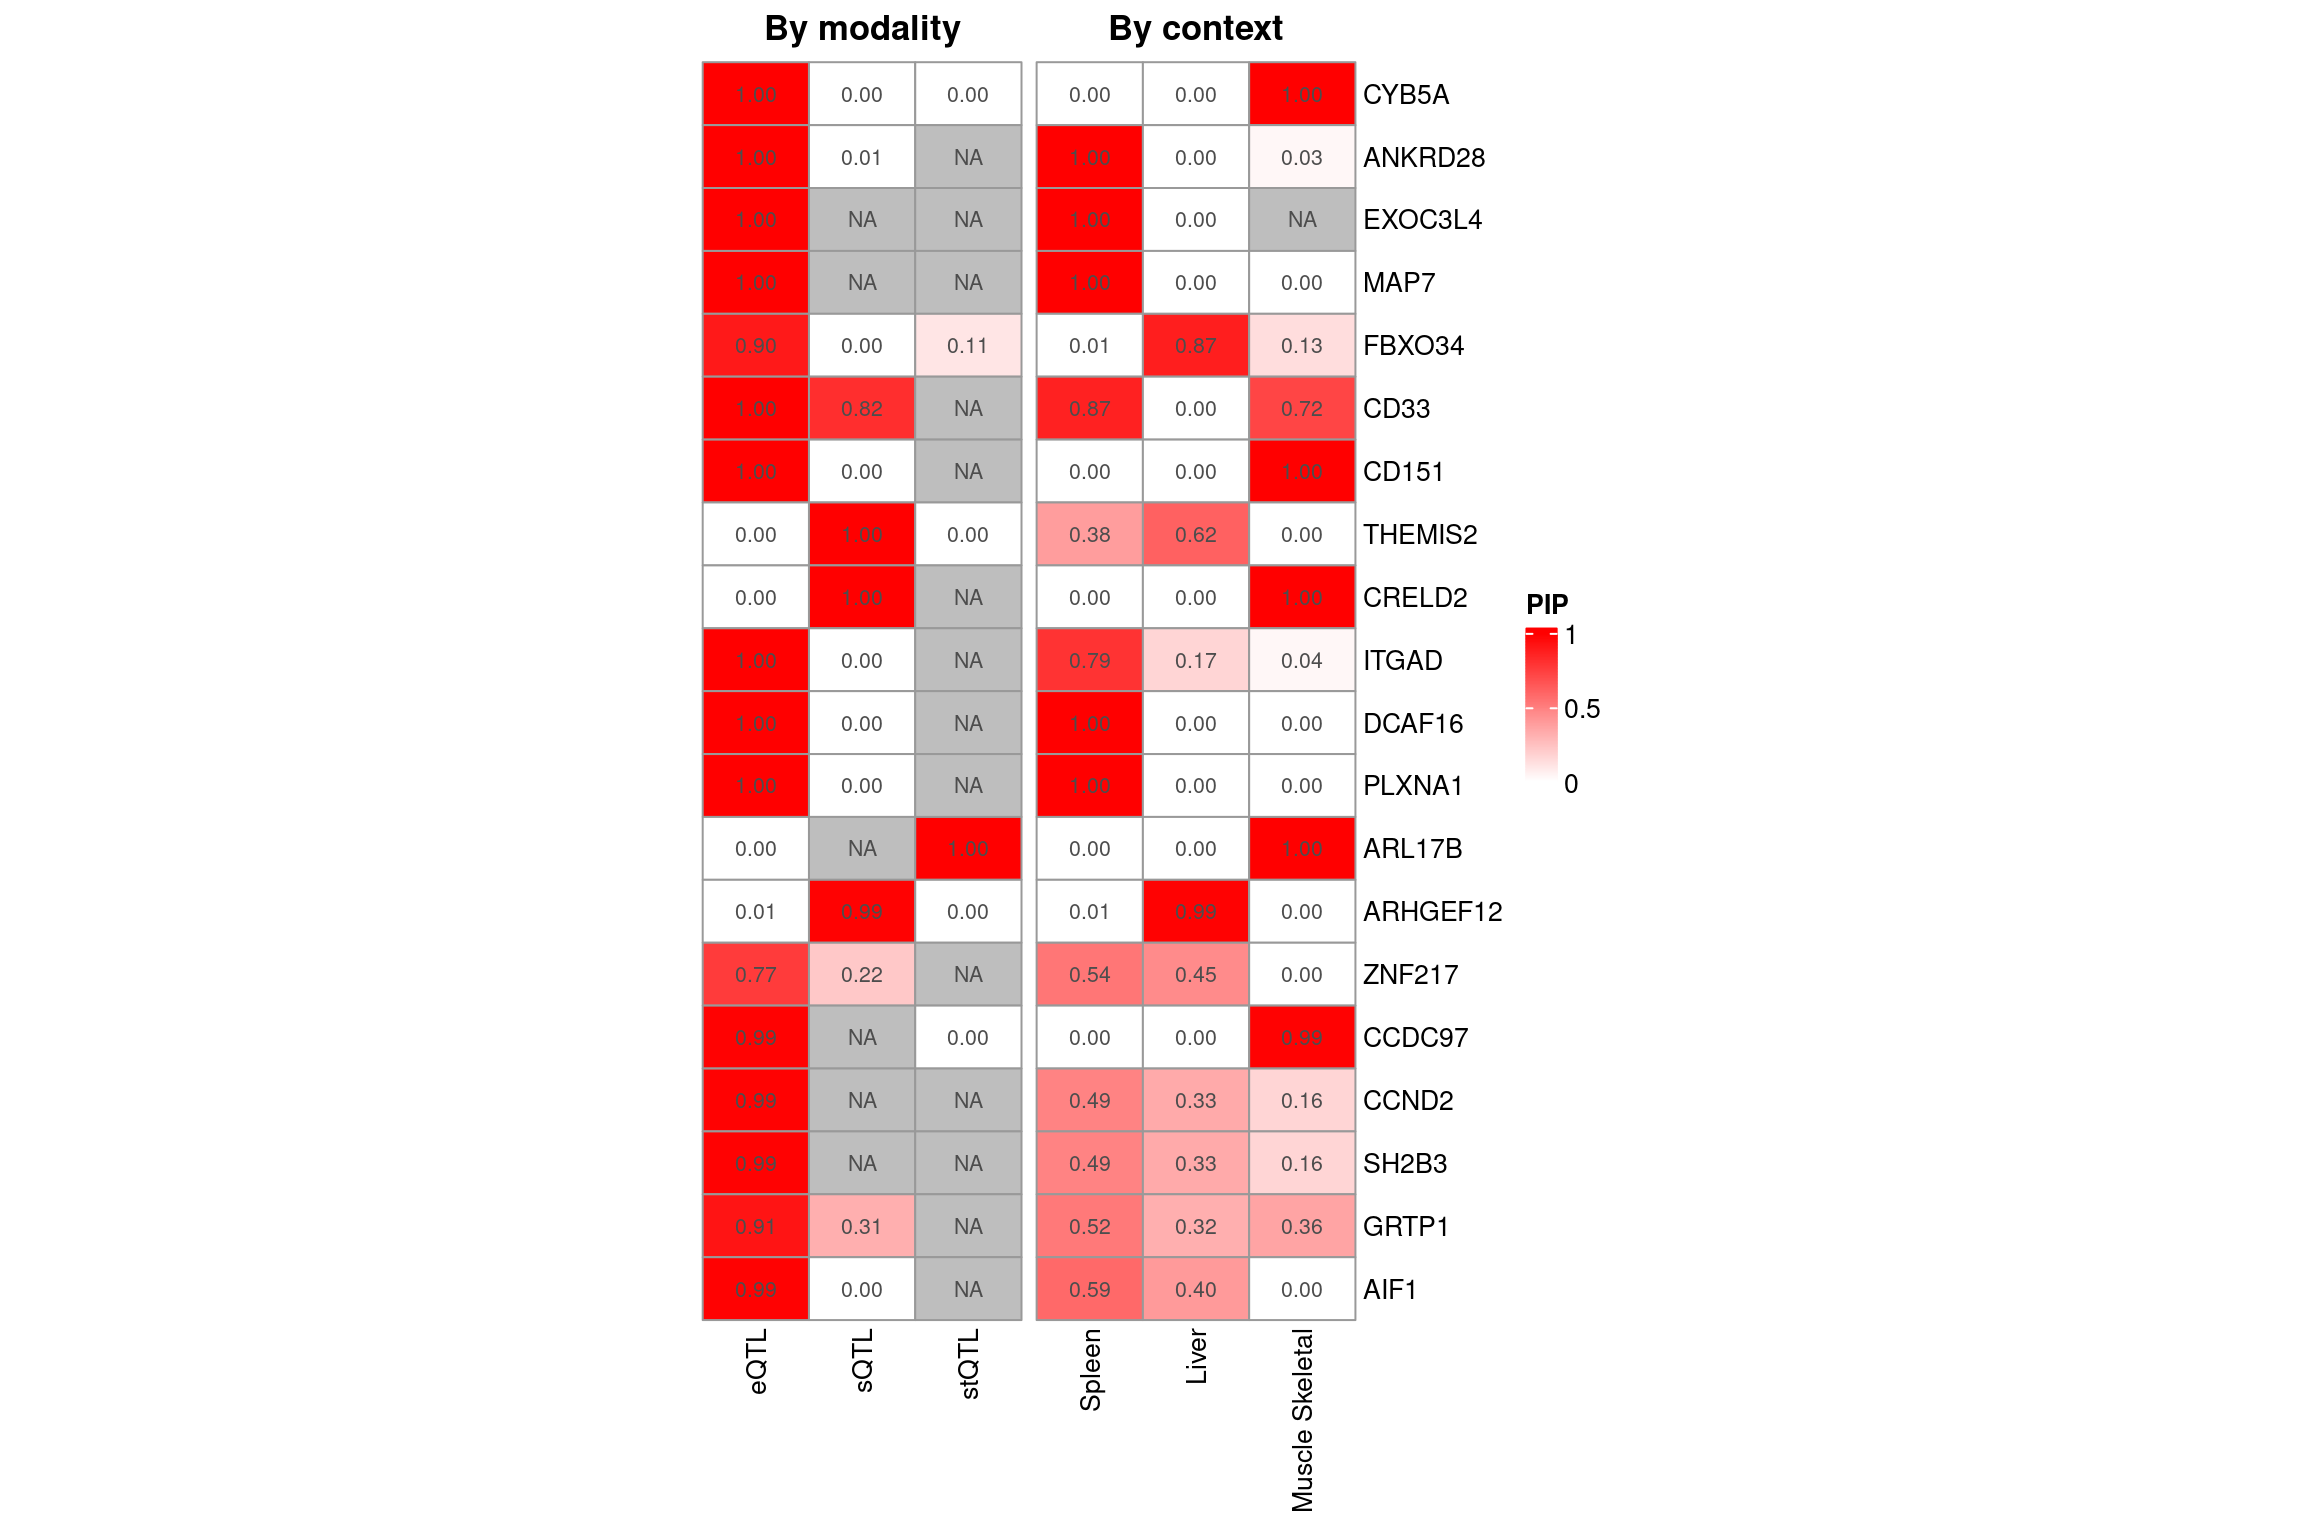 By modality By context
1.00 0.00 0.00 0.00 0.00 1.00 CYB5A
1.00 0.01 NA 1.00 0.00 0.03 ANKRD28
1.00 NA NA 1.00 0.00 NA EXOC3L4
1.00 NA NA 1.00 0.00 0.00 MAP7
0.90 0.00 0.11 0.01 0.87 0.13 FBXO34
1.00 0.82 NA 0.87 0.00 0.72 CD33
1.00 0.00 NA 0.00 0.00 1.00 CD151
0.00 1.00 0.00 0.38 0.62 0.00 THEMIS2
0.00 1.00 NA 0.00 0.00 1.00 CRELD2
1.00 0.00 NA 0.79 0.17 0.04 ITGAD
1.00 0.00 NA 1.00 0.00 0.00 DCAF16
1.00 0.00 NA 1.00 0.00 0.00 PLXNA1
0.00 NA 1.00 0.00 0.00 1.00 ARL17B
0.01 0.99 0.00 0.01 0.99 0.00 ARHGEF12
0.77 0.22 NA 0.54 0.45 0.00 ZNF217
0.99 NA 0.00 0.00 0.00 0.99 CCDC97
0.99 NA NA 0.49 0.33 0.16 CCND2
0.99 NA NA 0.49 0.33 0.16 SH2B3
0.91 0.31 NA 0.52 0.32 0.36 GRTP1
0.99 0.00 NA 0.59 0.40 0.00 AIF1
eQTL
sQTL
stQTL
Spleen
Liver
Muscle Skeletal
PIP
1
0.5
0